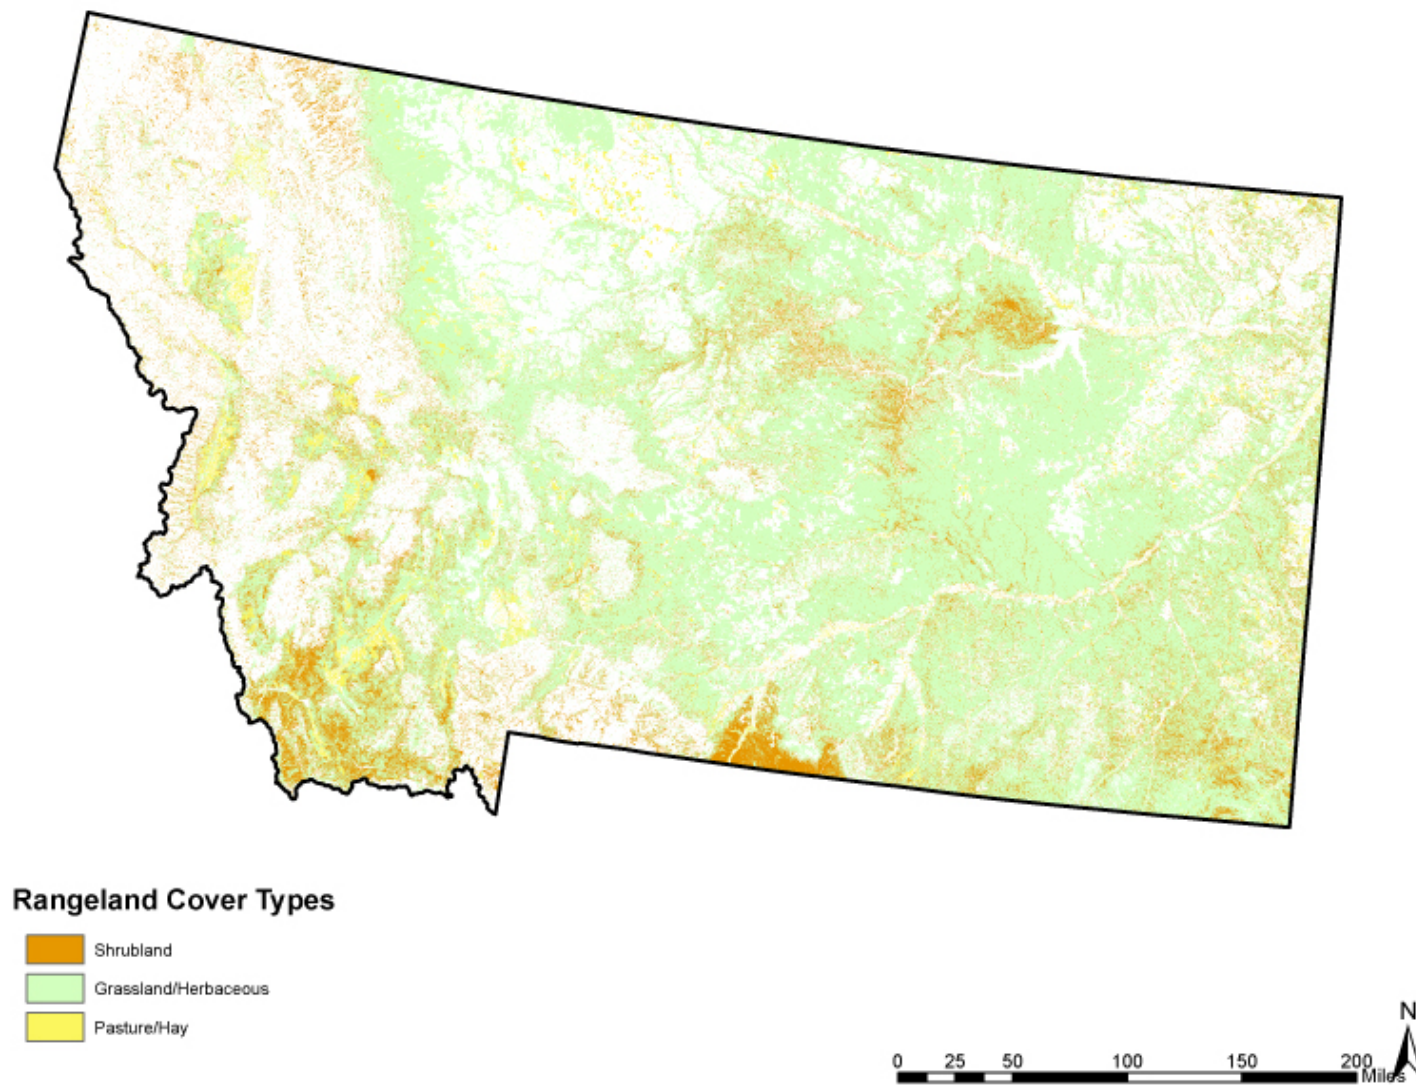 Rangeland Cover Types
Shrubland
Grassland/Herbaceous
Pasture/Hay
N
0 25 50 100 150 200
Miles